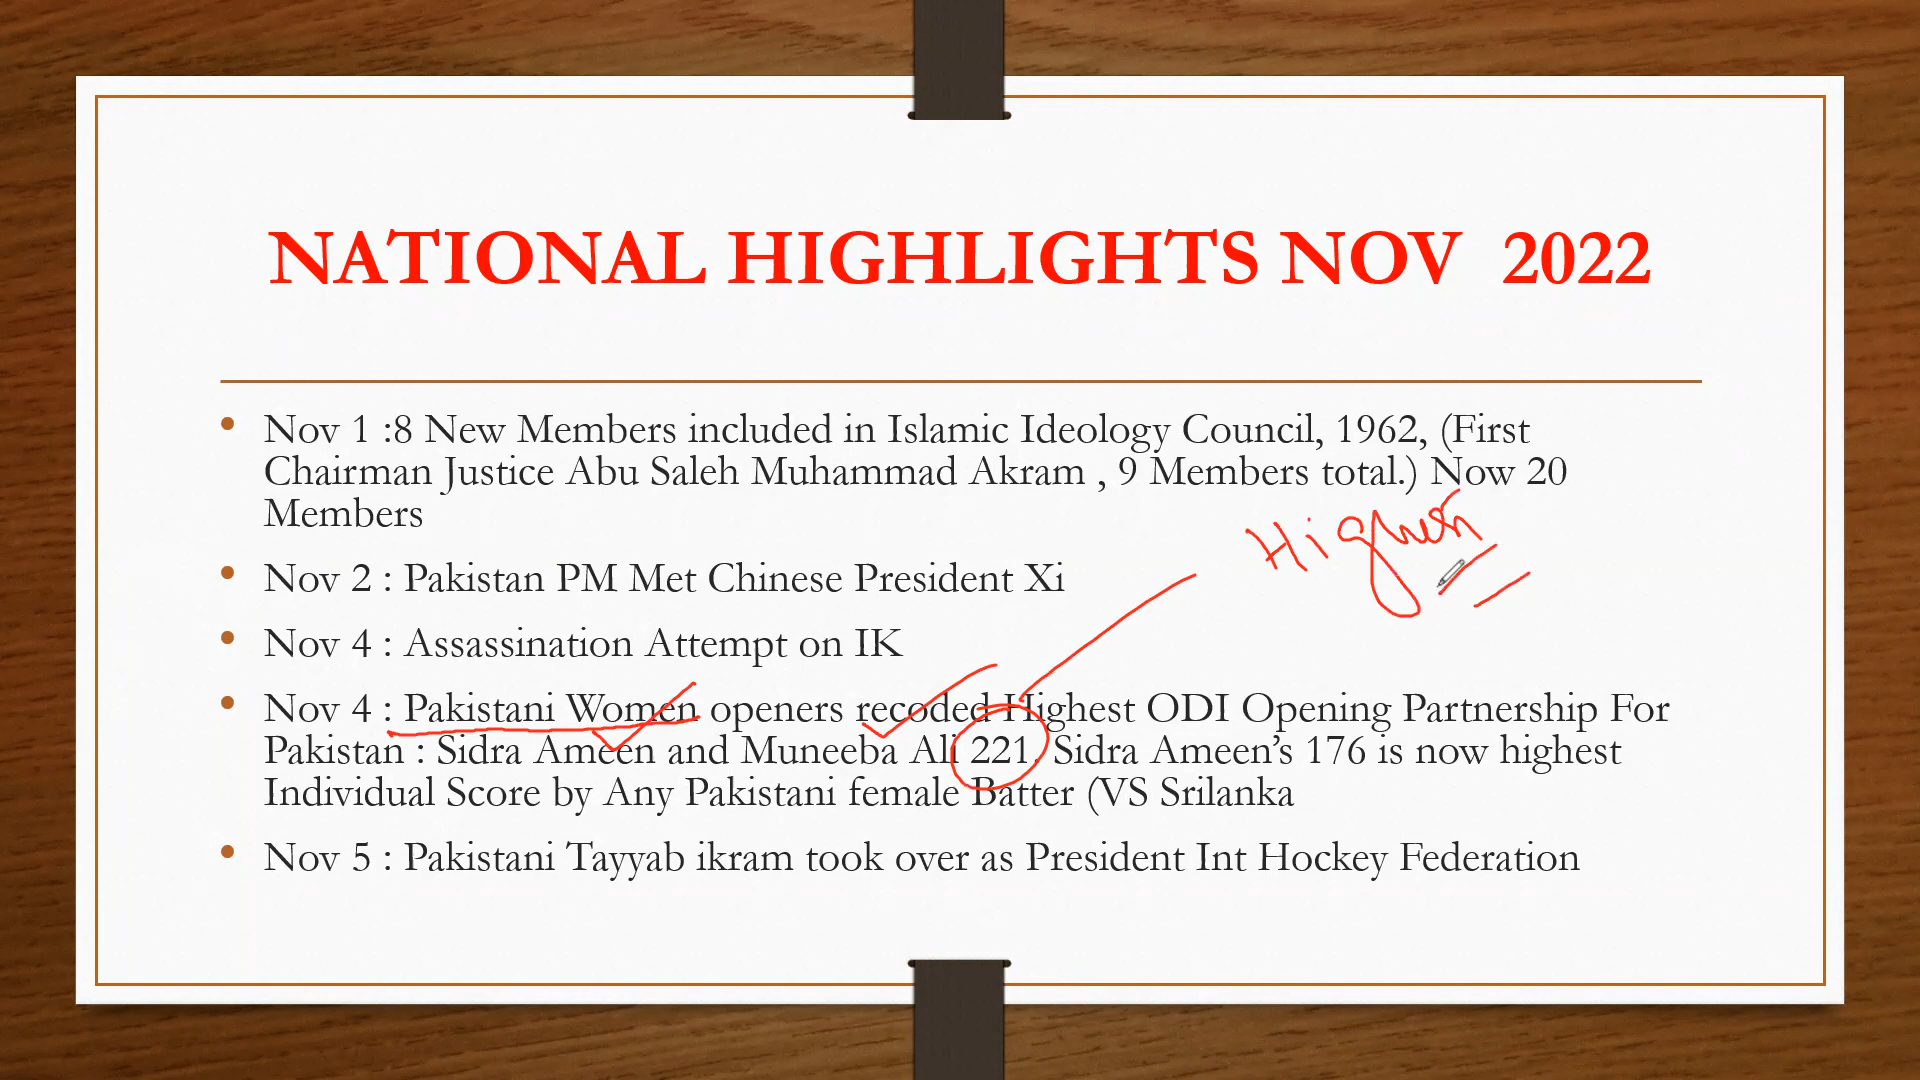 NATIONAL HIGHLIGHTS NOV 2022
• Nov 1 :8 New Members included in Islamic Ideology Council, 1962, (First
Chairman Justice Abu Saleh Muhammad Akram , 9 Members total.) Now 20
Members
Highest
• Nov 2 : Pakistan PM Met Chinese President Xi
• Nov 4 : Assassination Attempt on IK
• Nov 4 : Pakistani Women openers recoded Highest ODI Opening Partnership For
Pakistan : Sidra Ameen and Muneeba Ali 221. Sidra Ameen’s 176 is now highest
Individual Score by Any Pakistani female Batter (VS Srilanka
• Nov 5 : Pakistani Tayyab ikram took over as President Int Hockey Federation